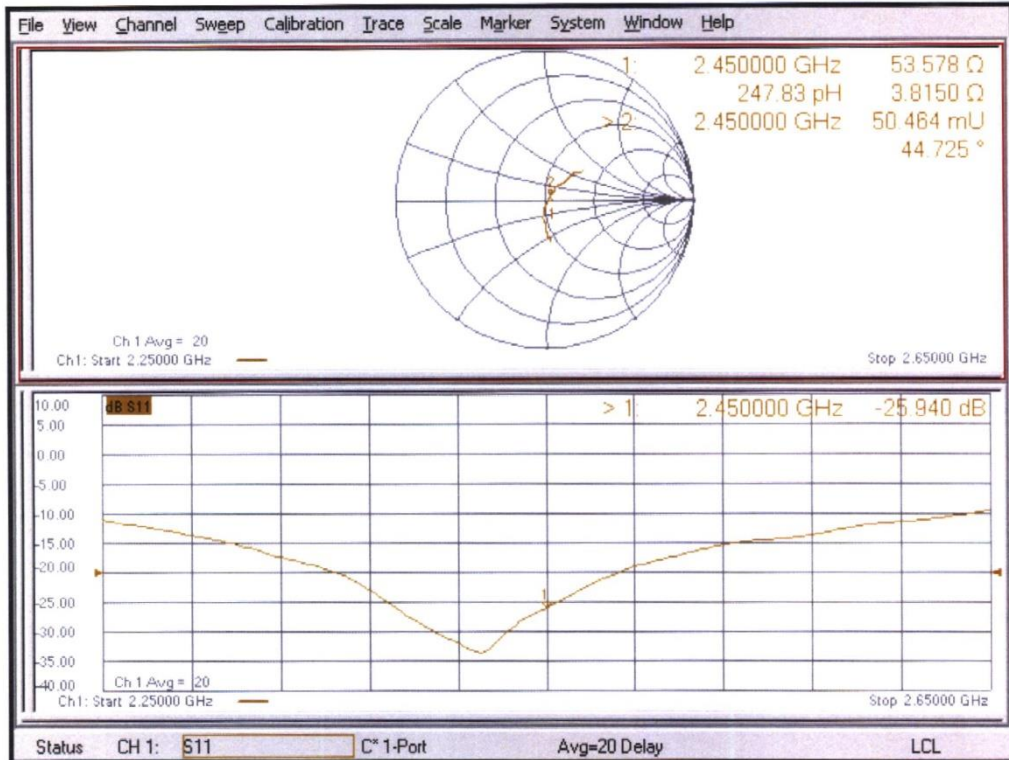 File View Channel Sweep Calibration Trace Scale Marker System Window Help
1: 2.450000 GHz 53.578 Ω
247.83 pH 3.8150 Ω
> 2: 2.450000 GHz 50.464 mU
44.725 °
2
1
Ch 1 Avg = 20
Ch1: Start 2.25000 GHz Stop 2.65000 GHz
10.00 dB S11 > 1: 2.450000 GHz -25.940 dB
5.00
0.00
-5.00
-10.00
-15.00
-20.00
-25.00
1
-30.00
-35.00
-40.00 Ch 1 Avg = 20
Ch1: Start 2.25000 GHz Stop 2.65000 GHz
Status CH 1: S11 C* 1-Port Avg=20 Delay LCL